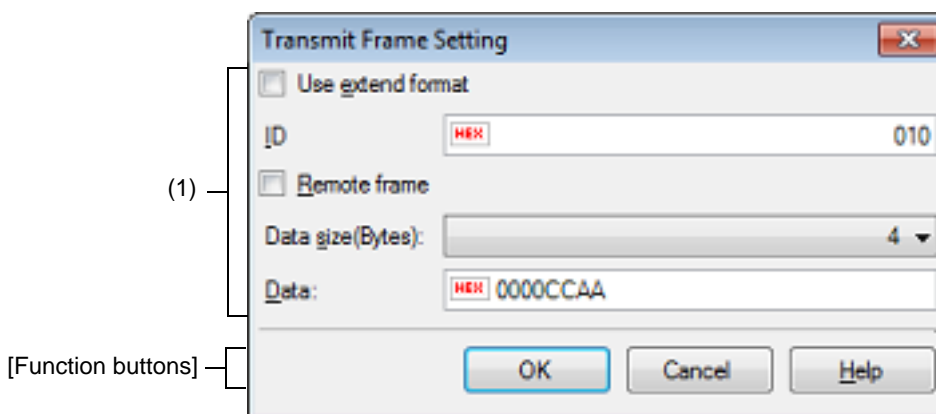 Transmit Frame Setting
Use extend format
ID HEX 010
(1)
Remote frame
Data size(Bytes): 4
Data: HEX 0000CCAA
[Function buttons]
OK Cancel Help